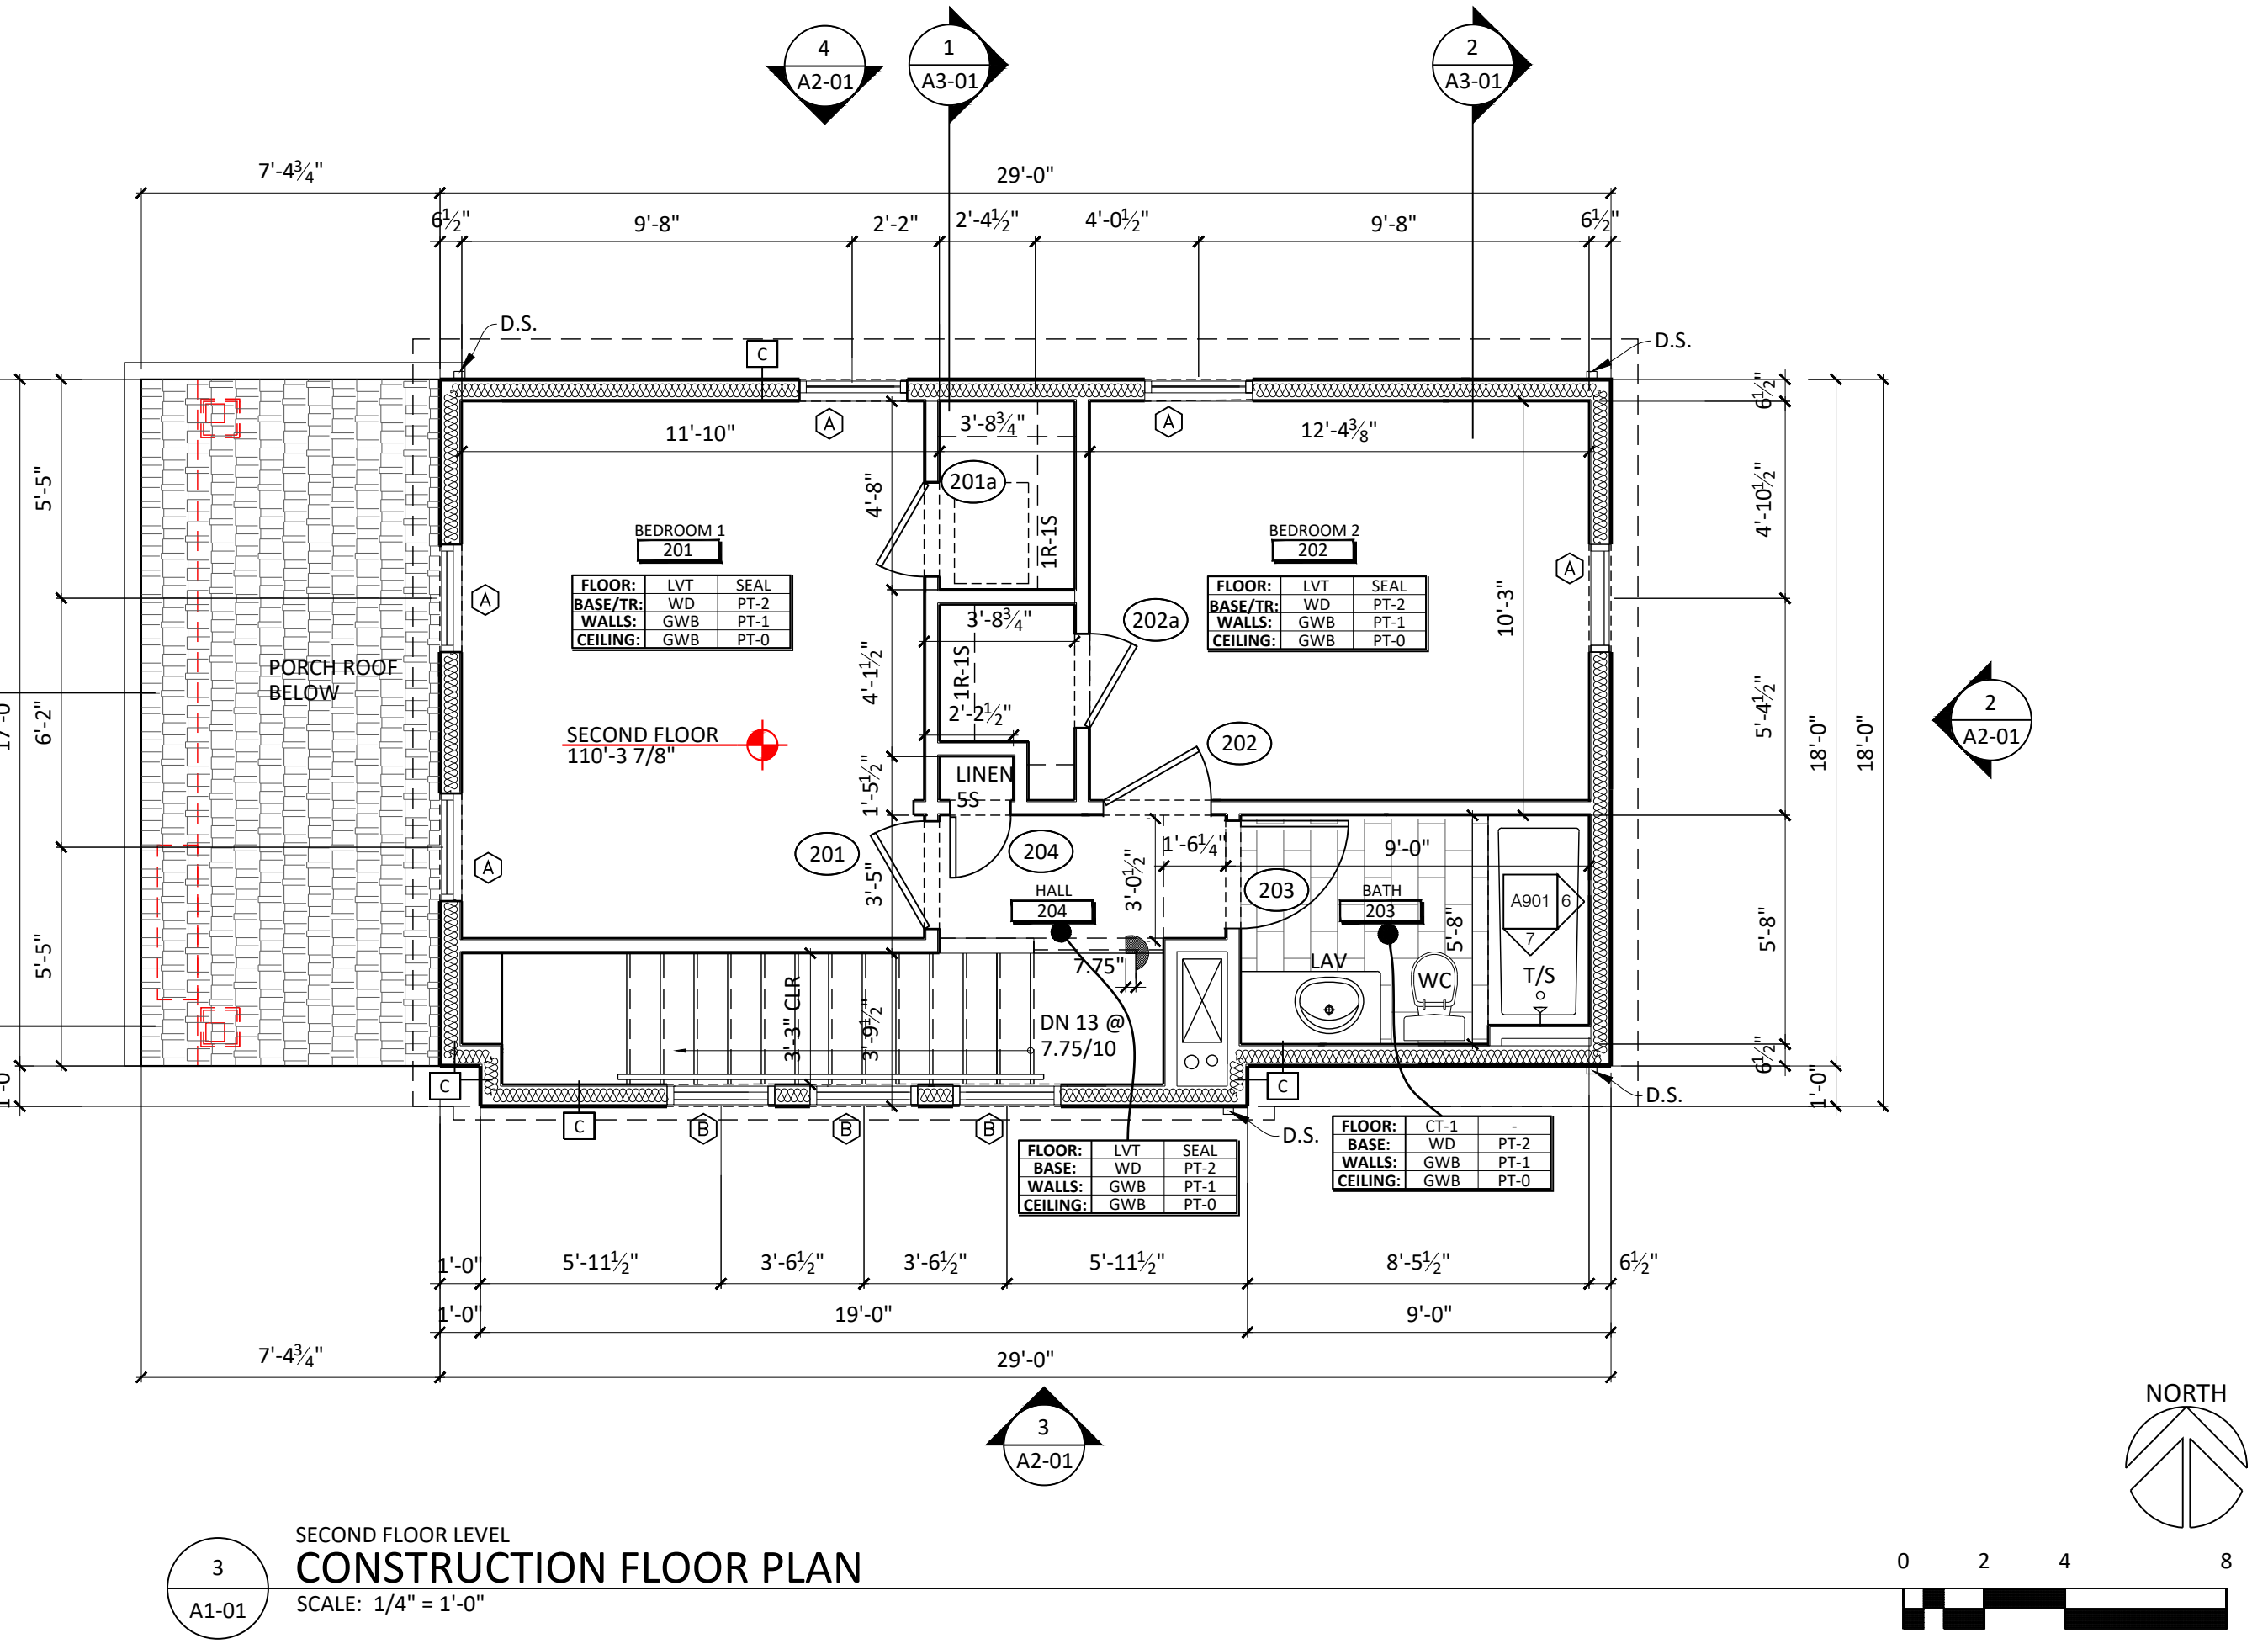 4
A2-01
1
A3-01
2
A3-01
7'-4¾"
29'-0"
6½"
9'-8"
2'-2"
2'-4½"
4'-0½"
9'-8"
6½"
D.S.
D.S.
C
A
A
11'-10"
3'-8¾"
12'-4⅜"
6½"
5'-5"
4'-8"
201a
1R-1S
4'-10½"
BEDROOM 1
201
BEDROOM 2
202
FLOOR: LVT SEAL
BASE/TR: WD PT-2
WALLS: GWB PT-1
CEILING: GWB PT-0
FLOOR: LVT SEAL
BASE/TR: WD PT-2
WALLS: GWB PT-1
CEILING: GWB PT-0
A
A
10'-3"
3'-8¾"
202a
PORCH ROOF
BELOW
17'-0
6'-2"
4'-1½"
1R-1S
2'-2½"
5'-4½"
18'-0"
18'-0"
2
A2-01
SECOND FLOOR
110'-3 7/8"
202
LINEN
5S
1'-5½"
A
201
204
3'-5"
3'-0½"
1'-6¼"
9'-0"
203
HALL
204
BATH
203
A901
6
7
5'-8"
5'-8"
5'-5"
7.75"
LAV
WC
T/S
3'-3" CLR
3'-9½"
DN 13 @
7.75/10
6½"
1'-0"
1'-0
C
C
C
B
B
B
D.S.
D.S.
FLOOR: LVT SEAL
BASE: WD PT-2
WALLS: GWB PT-1
CEILING: GWB PT-0
FLOOR: CT-1 -
BASE: WD PT-2
WALLS: GWB PT-1
CEILING: GWB PT-0
1'-0"
5'-11½"
3'-6½"
3'-6½"
5'-11½"
8'-5½"
6½"
1'-0"
19'-0"
9'-0"
7'-4¾"
29'-0"
3
A2-01
NORTH
3
A1-01
SECOND FLOOR LEVEL
CONSTRUCTION FLOOR PLAN
SCALE: 1/4" = 1'-0"
0 2 4 8